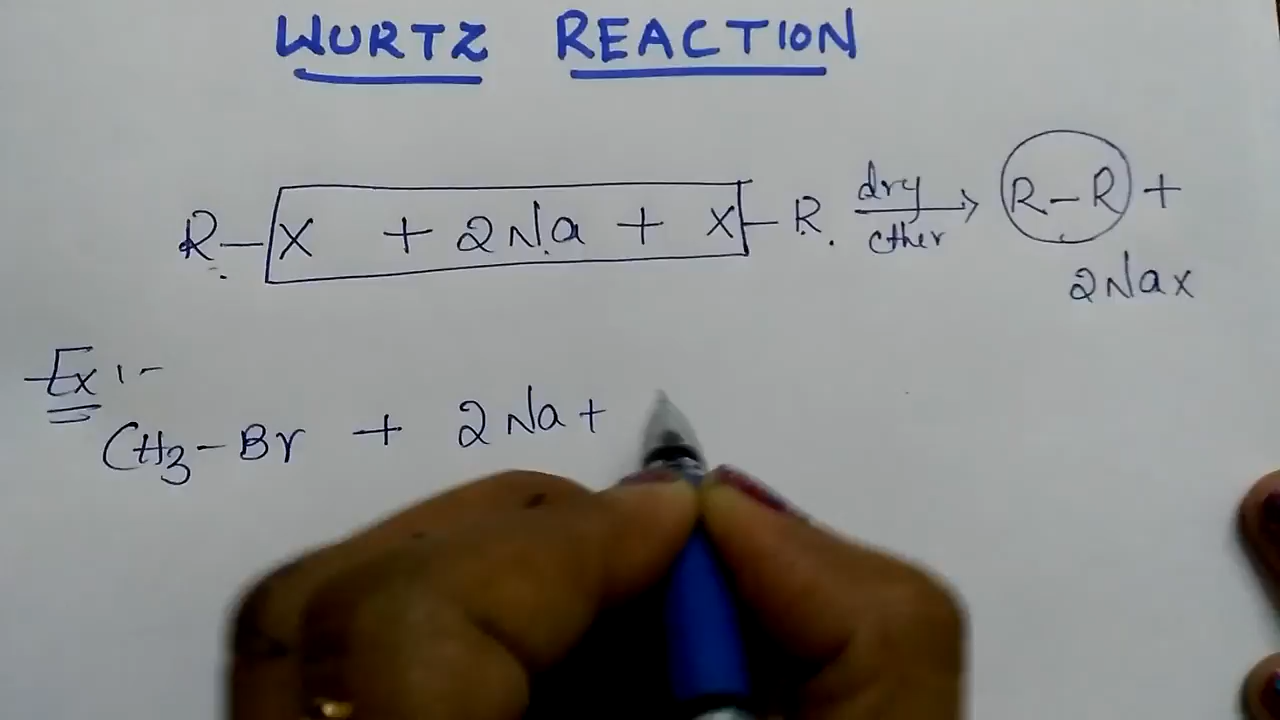 WURTZ REACTION
R-X + 2Na + X-R. dry ether → R-R +
2NaX
Ex:-
CH3-Br + 2Na+